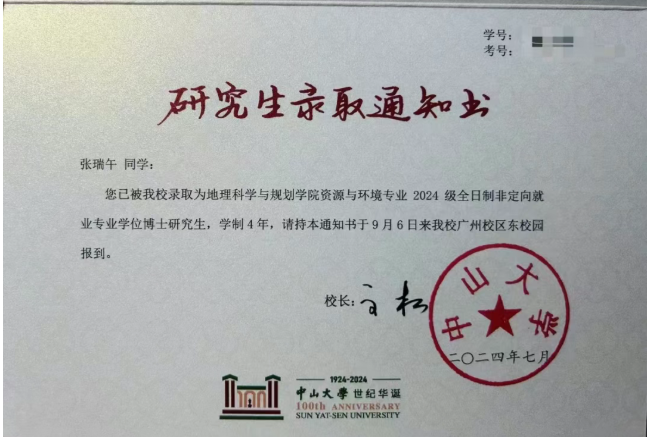 学号：
考号：
研究生录取通知书
张瑞午 同学：
您已被我校录取为地理科学与规划学院资源与环境专业 2024 级全日制非定向就
业专业学位博士研究生，学制 4 年，请持本通知书于 9 月 6 日来我校广州校区东校园
报到。
校长：
中山大学
二〇二四年七月
1924-2024
中山大學 世纪华诞
100th ANNIVERSARY
SUN YAT-SEN UNIVERSITY